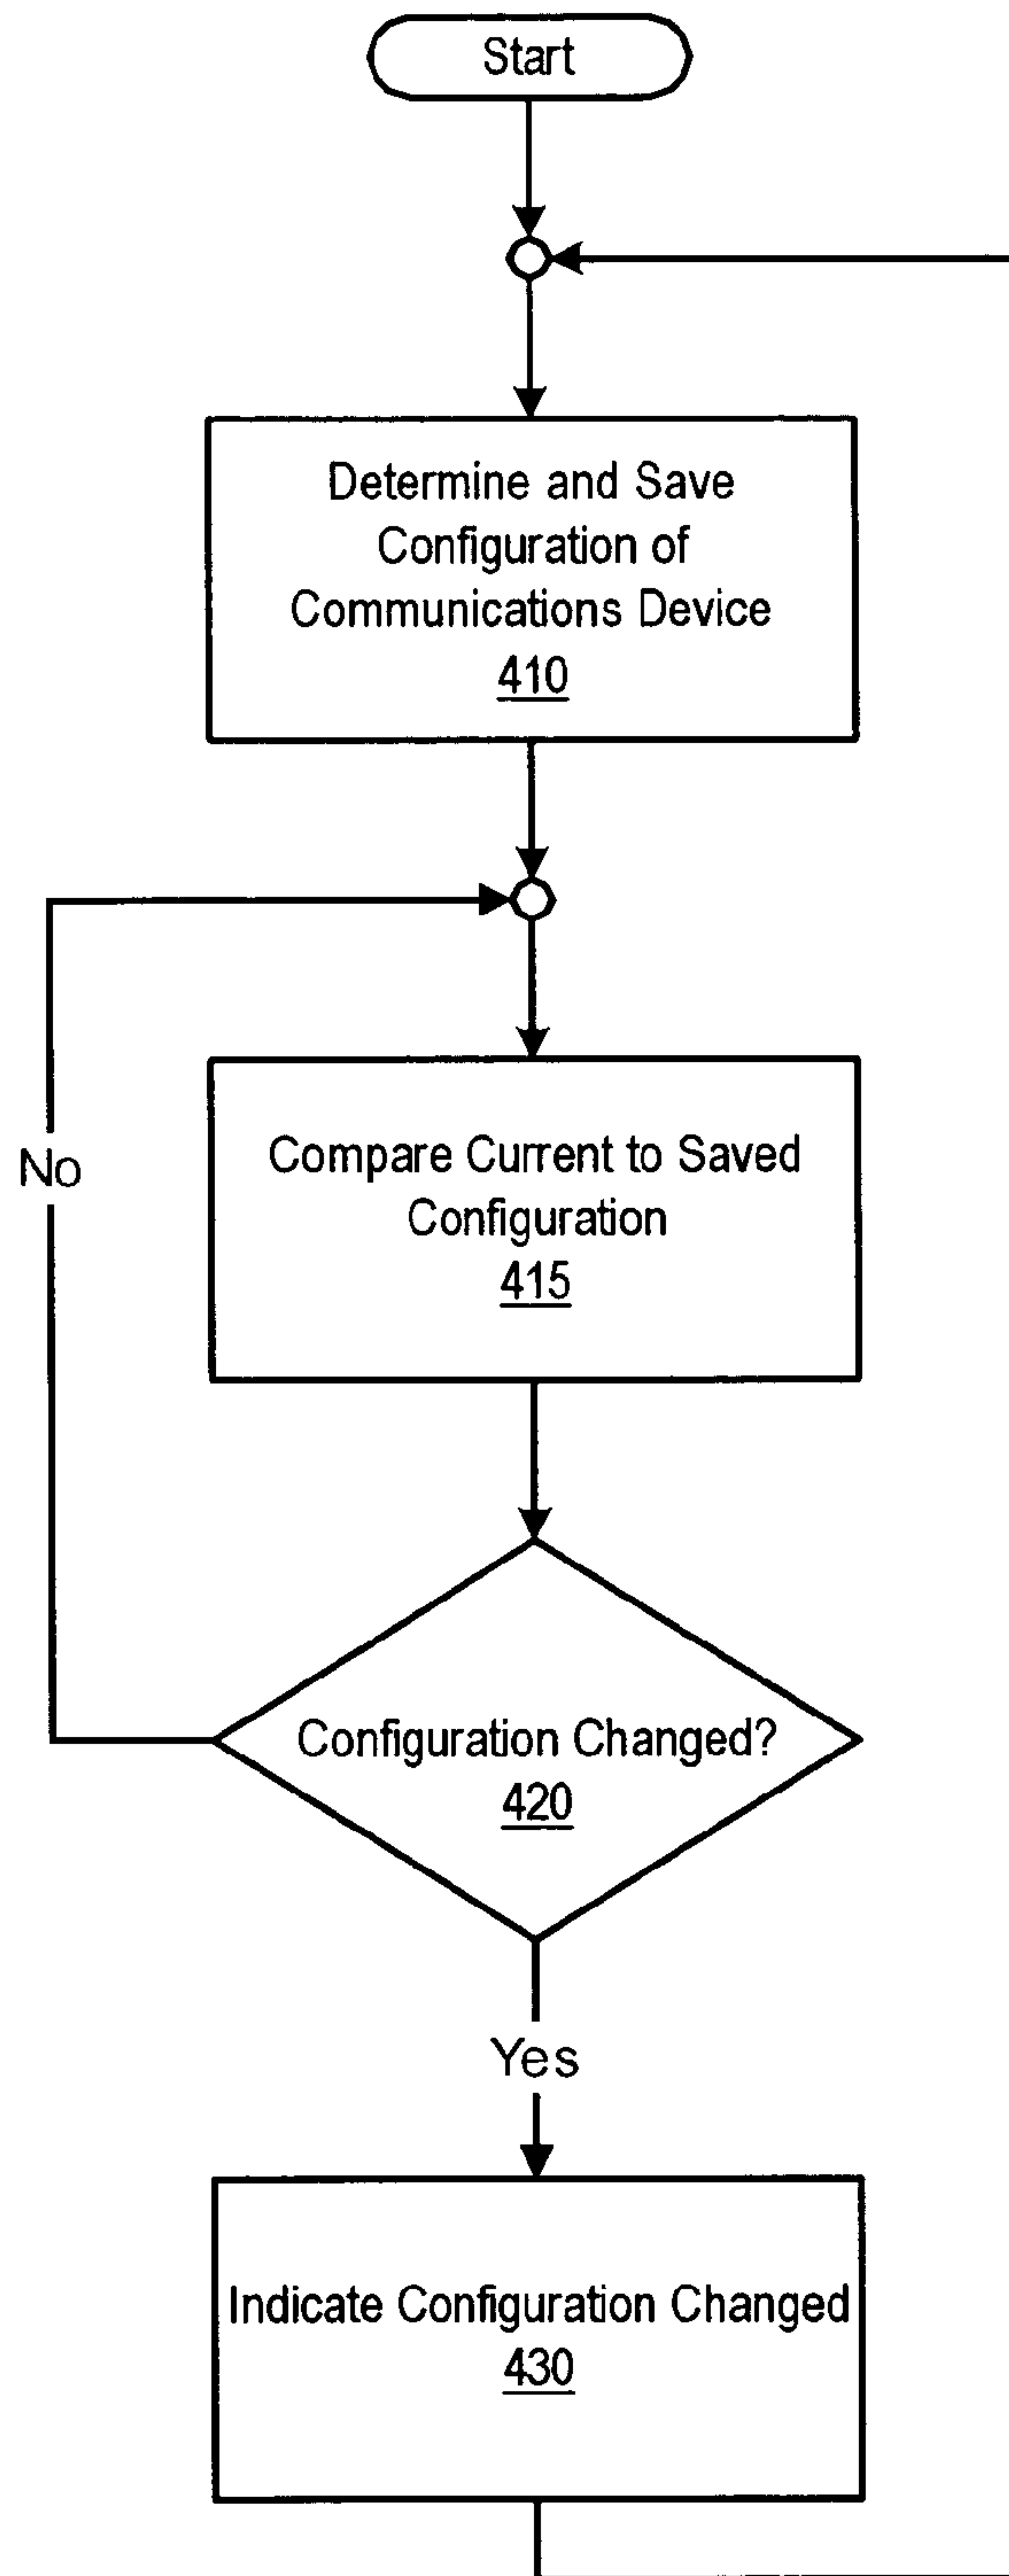 Start
Determine and Save
Configuration of
Communications Device
410
Compare Current to Saved
Configuration
415
No
Configuration Changed?
420
Yes
Indicate Configuration Changed
430